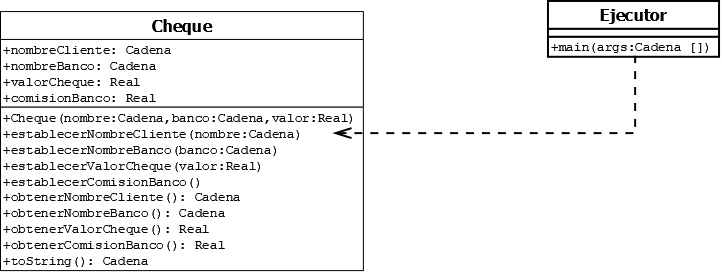 Cheque
+nombreCliente: Cadena
+nombreBanco: Cadena
+valorCheque: Real
+comisionBanco: Real
+Cheque(nombre:Cadena,banco:Cadena,valor:Real)
+establecerNombreCliente(nombre:Cadena)
+establecerNombreBanco(banco:Cadena)
+establecerValorCheque(valor:Real)
+establecerComisionBanco()
+obtenerNombreCliente(): Cadena
+obtenerNombreBanco(): Cadena
+obtenerValorCheque(): Real
+obtenerComisionBanco(): Real
+toString(): Cadena
Ejecutor
+main(args:Cadena [])